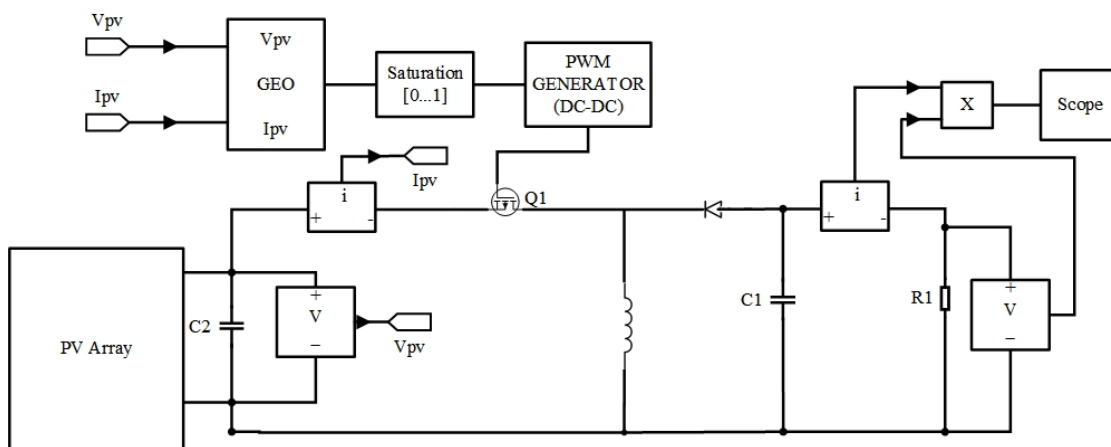 Vpv
Ipv
Vpv
GEO
Ipv
Saturation
[0...1]
PWM
GENERATOR
(DC-DC)
Ipv
i
+ -
Q1
PV Array
C2
+
V
−
Vpv
C1
i
+ -
R1
+
V
−
X
Scope